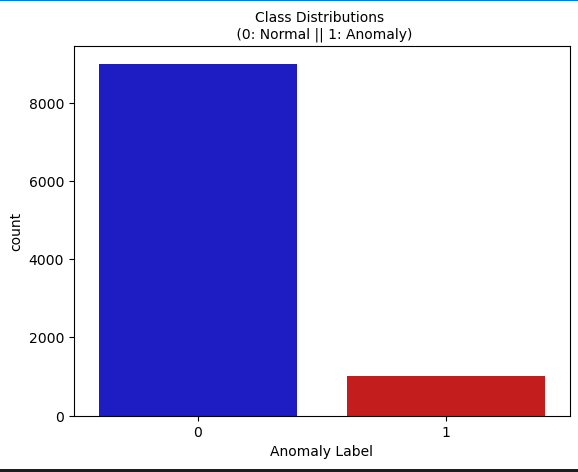 Class Distributions
(0: Normal || 1: Anomaly)
8000
6000
4000
2000
0
count
0 1
Anomaly Label